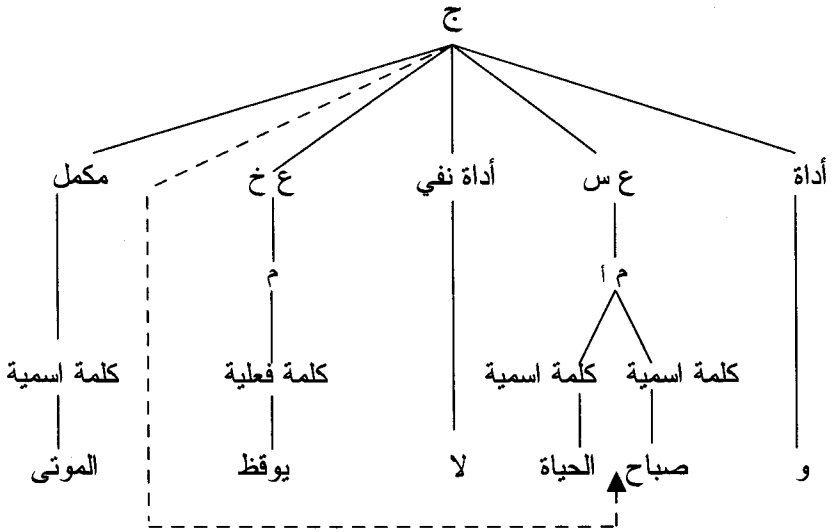 ج
أداة ع س أداة نفي ع خ مكمل
م أ م
كلمة اسمية كلمة اسمية كلمة فعلية كلمة اسمية
و صباح الحياة لا يوقظ الموتى